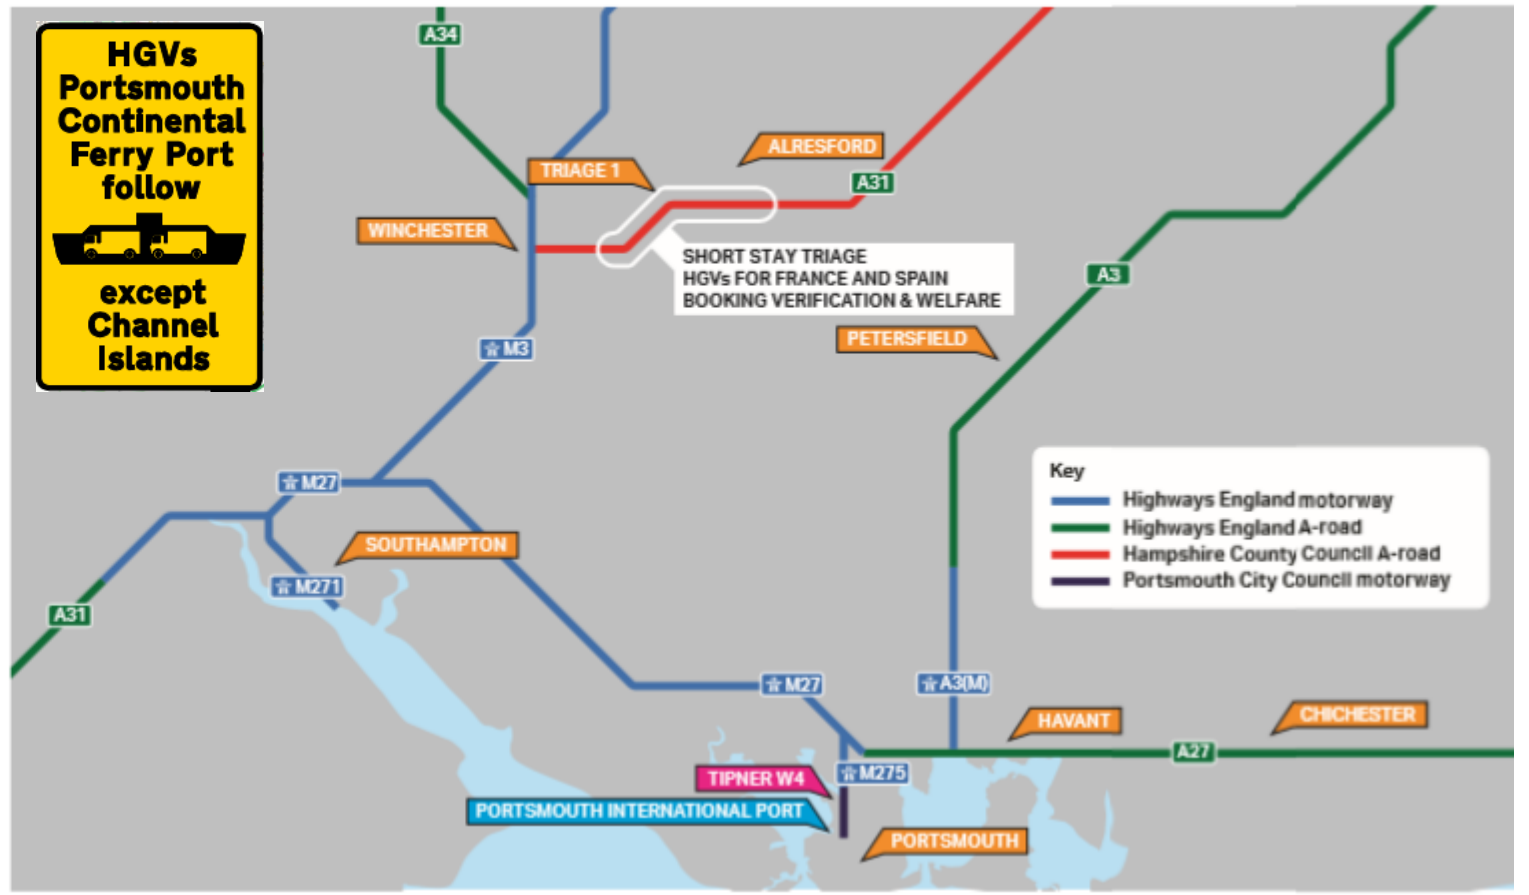 HGVs
Portsmouth
Continental
Ferry Port
follow
except
Channel
Islands
A34
TRIAGE 1
ALRESFORD
A31
WINCHESTER
SHORT STAY TRIAGE
HGVs FOR FRANCE AND SPAIN
BOOKING VERIFICATION & WELFARE
A3
PETERSFIELD
M3
Key
Highways England motorway
Highways England A-road
Hampshire County Council A-road
Portsmouth City Council motorway
M27
SOUTHAMPTON
M271
A31
M27
A3(M)
HAVANT
CHICHESTER
A27
TIPNER W4
M275
PORTSMOUTH INTERNATIONAL PORT
PORTSMOUTH